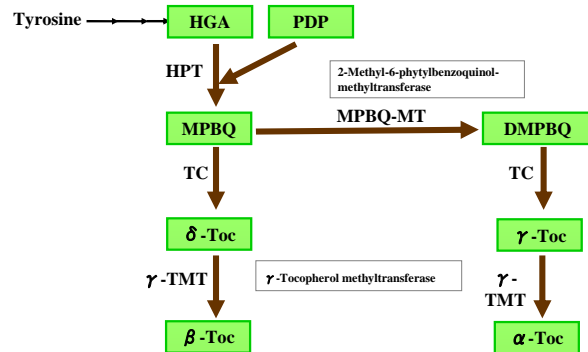 Tyrosine
HGA
PDP
HPT
2-Methyl-6-phytylbenzoquinol-
methyltransferase
MPBQ
MPBQ-MT
DMPBQ
TC
TC
δ-Toc
γ-Toc
γ-TMT
γ-Tocopherol methyltransferase
γ-
TMT
β-Toc
α-Toc